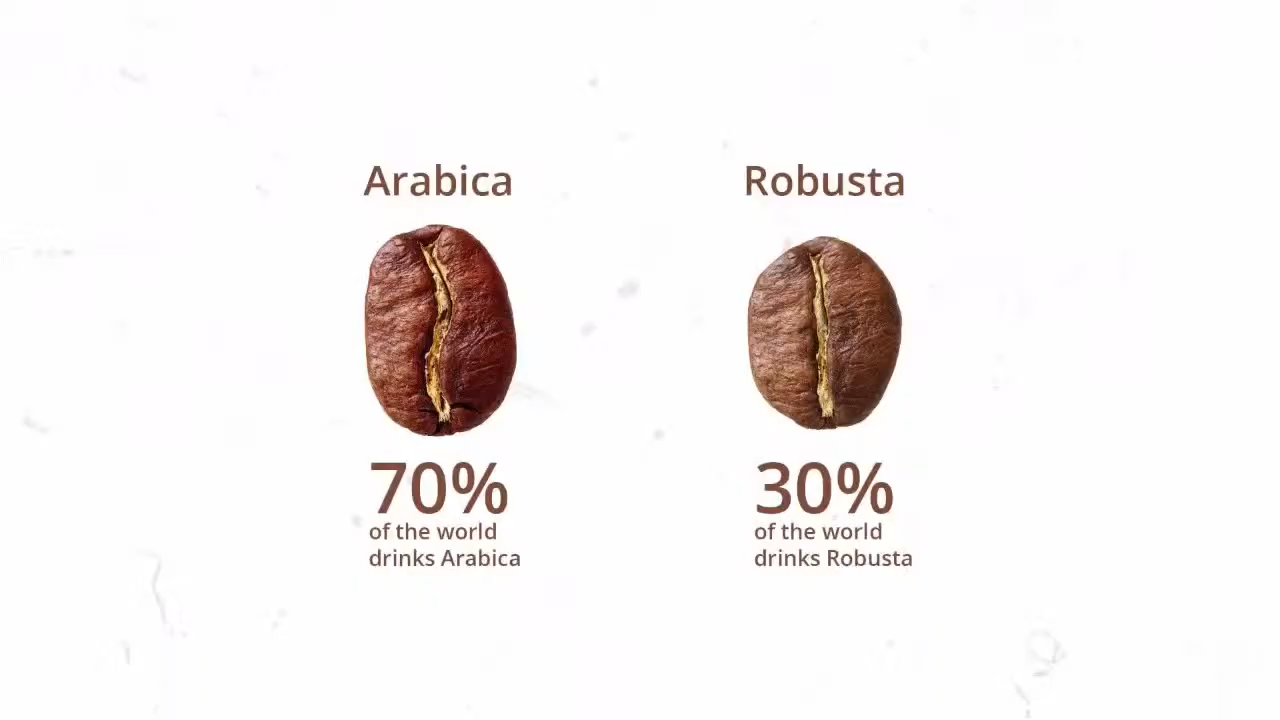 Arabica
Robusta
70%
of the world
drinks Arabica
30%
of the world
drinks Robusta